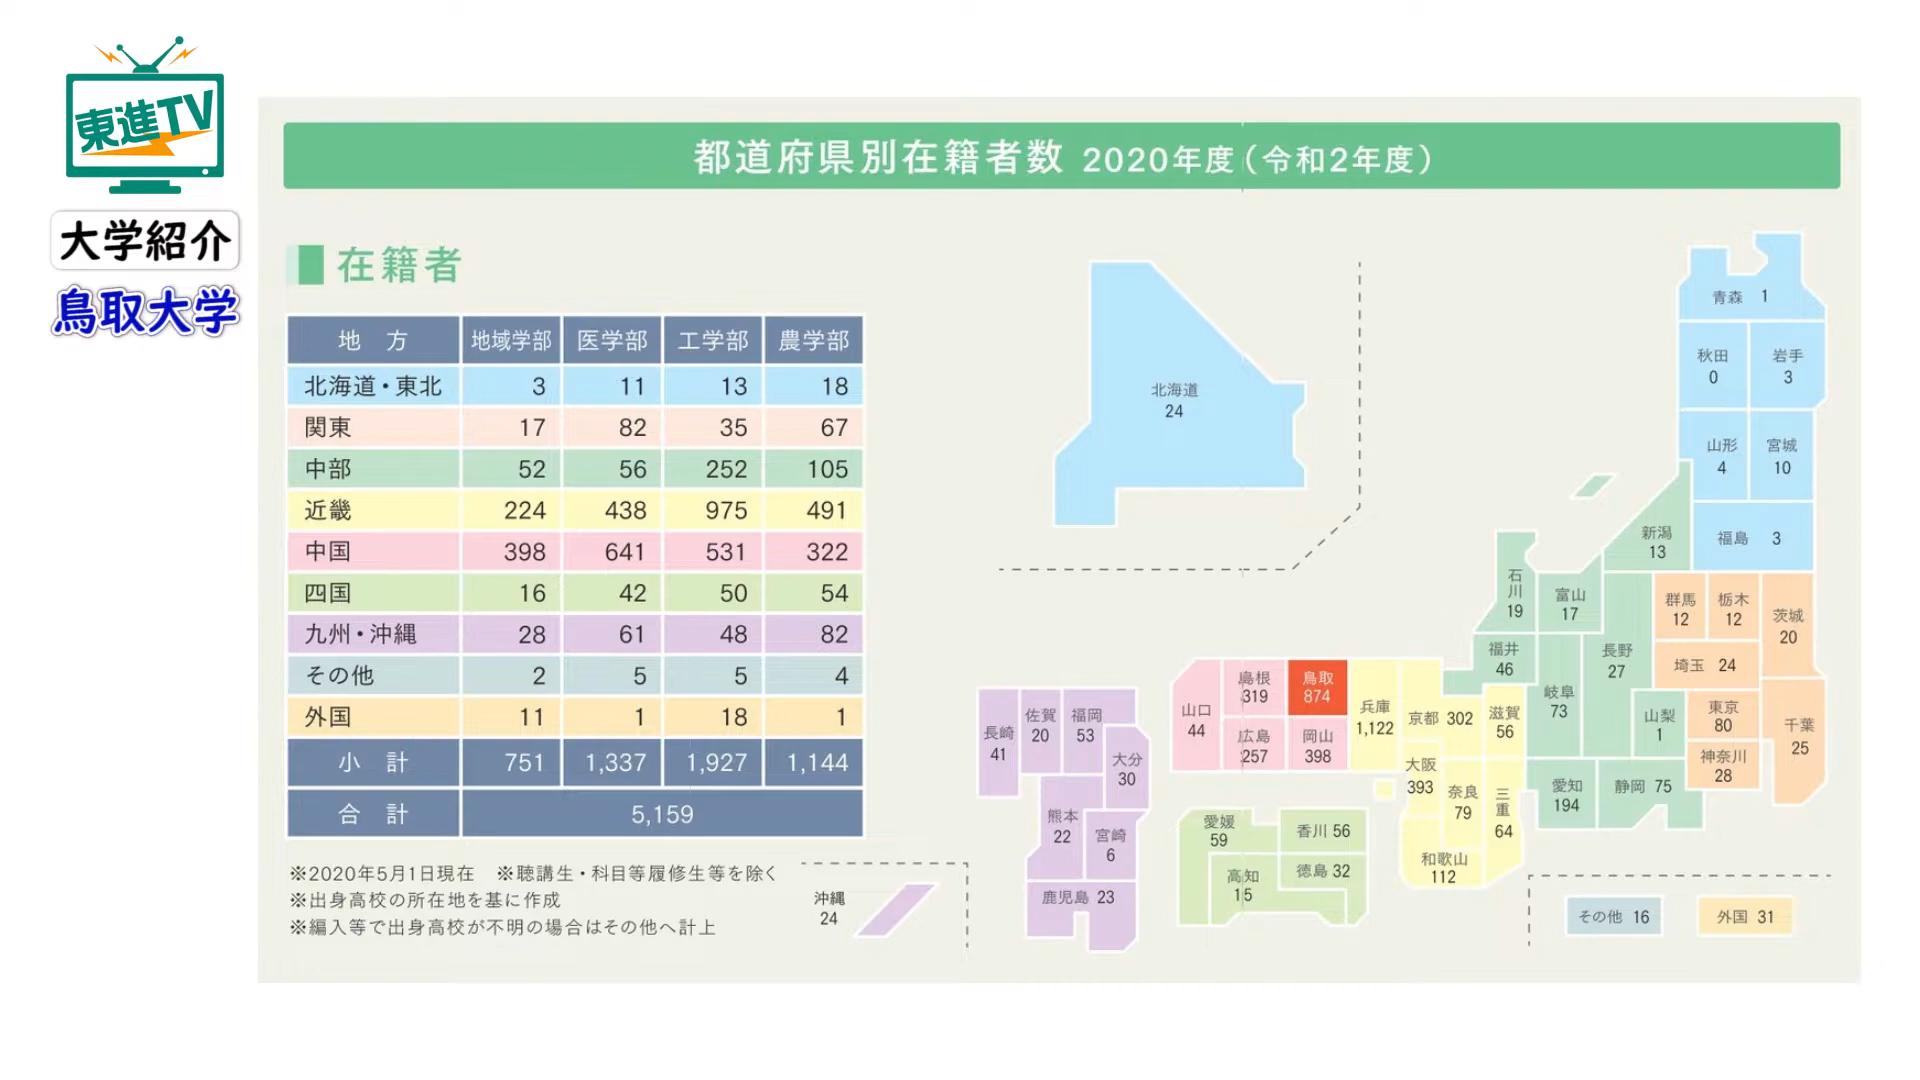 東進TV
大学紹介
鳥取大学
都道府県別在籍者数 2020年度（令和2年度）
在籍者
地 方 地域学部 医学部 工学部 農学部
北海道・東北 3 11 13 18
関東 17 82 35 67
中部 52 56 252 105
近畿 224 438 975 491
中国 398 641 531 322
四国 16 42 50 54
九州・沖縄 28 61 48 82
その他 2 5 5 4
外国 11 1 18 1
小 計 751 1,337 1,927 1,144
合 計 5,159
※2020年5月1日現在 ※聴講生・科目等履修生等を除く
※出身高校の所在地を基に作成
※編入等で出身高校が不明の場合はその他へ計上
北海道
24
青森 1
秋田
0
岩手
3
山形
4
宮城
10
福島 3
新潟
13
石川
19
富山
17
福井
46
長野
27
岐阜
73
山梨
1
愛知
194
静岡 75
群馬
12
栃木
12
茨城
20
埼玉 24
東京
80
神奈川
28
千葉
25
滋賀
56
京都 302
兵庫
1,122
大阪
393
奈良
79
三重
64
和歌山
112
鳥取
874
島根
319
岡山
398
広島
257
山口
44
愛媛
59
香川 56
徳島 32
高知
15
福岡
53
佐賀
20
長崎
41
大分
30
熊本
22
宮崎
6
鹿児島 23
沖縄
24
その他 16
外国 31